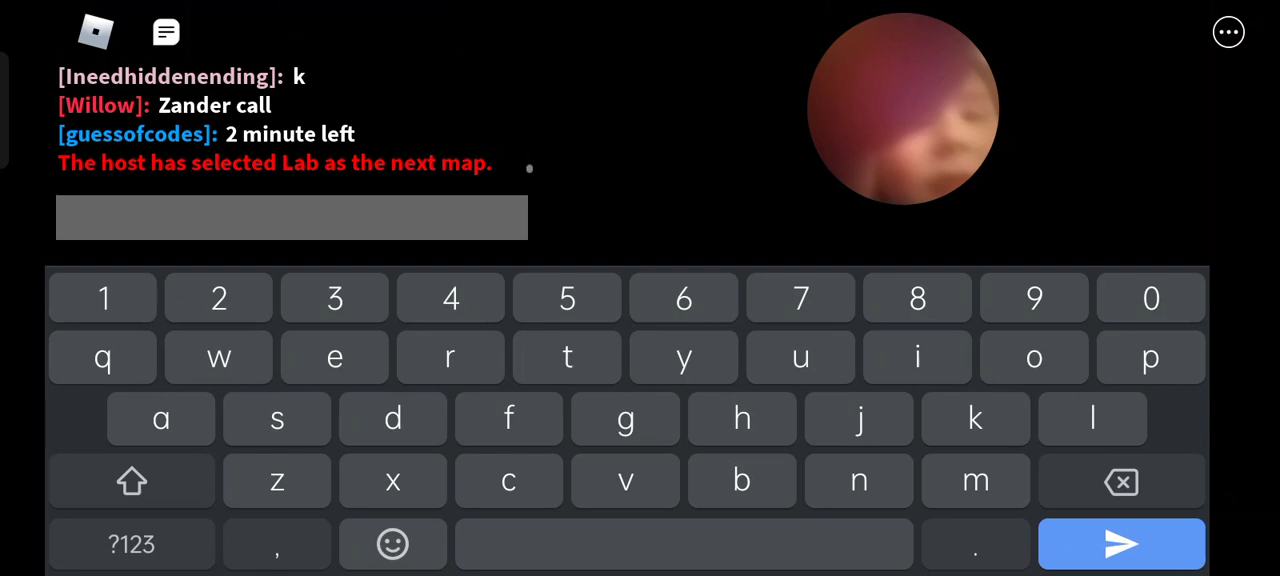 [Ineedhiddenending]: k
[Willow]: Zander call
[guessofcodes]: 2 minute left
The host has selected Lab as the next map.
1 2 3 4 5 6 7 8 9 0
q w e r t y u i o p
a s d f g h j k l
z x c v b n m
?123 , .